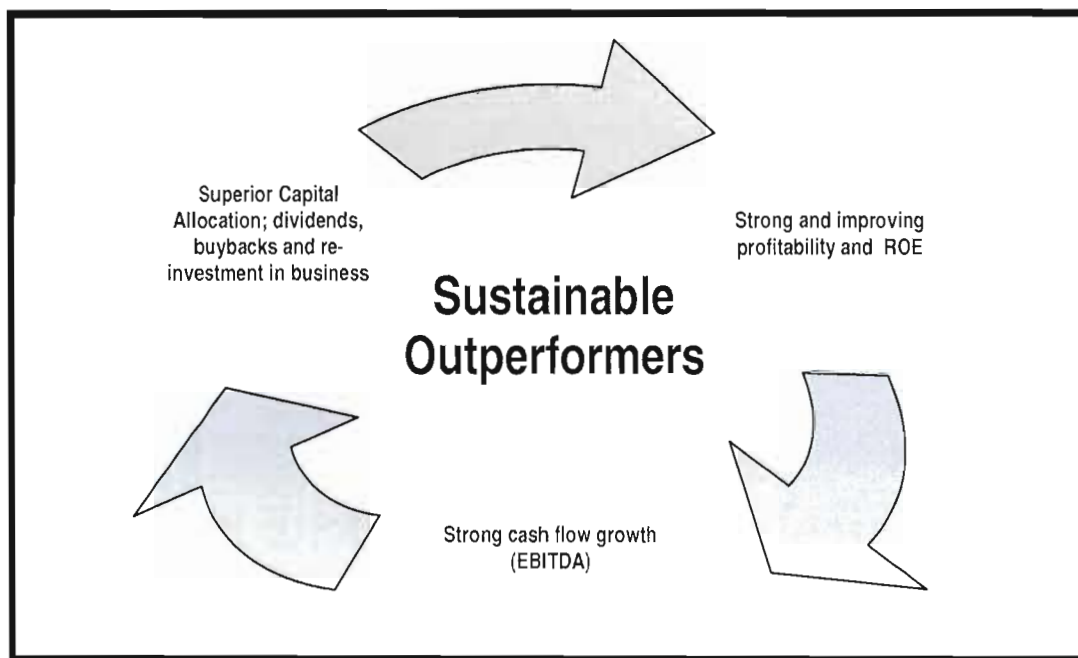 Superior Capital
Allocation; dividends,
buybacks and re-
investment in business
Strong and improving
profitability and ROE
Sustainable
Outperformers
Strong cash flow growth
(EBITDA)